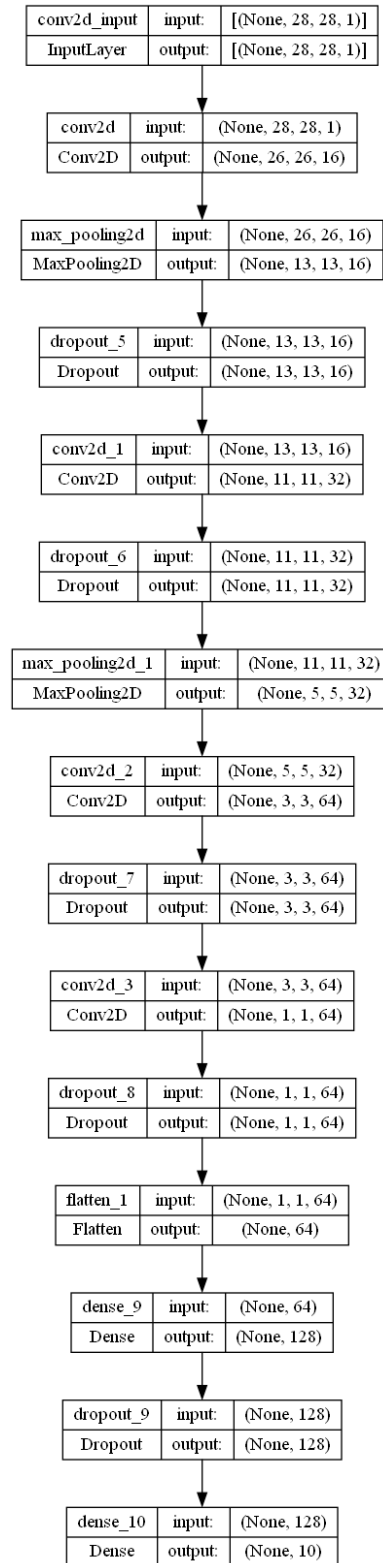 conv2d_input input: [(None, 28, 28, 1)]
InputLayer output: [(None, 28, 28, 1)]
conv2d input: (None, 28, 28, 1)
Conv2D output: (None, 26, 26, 16)
max_pooling2d input: (None, 26, 26, 16)
MaxPooling2D output: (None, 13, 13, 16)
dropout_5 input: (None, 13, 13, 16)
Dropout output: (None, 13, 13, 16)
conv2d_1 input: (None, 13, 13, 16)
Conv2D output: (None, 11, 11, 32)
dropout_6 input: (None, 11, 11, 32)
Dropout output: (None, 11, 11, 32)
max_pooling2d_1 input: (None, 11, 11, 32)
MaxPooling2D output: (None, 5, 5, 32)
conv2d_2 input: (None, 5, 5, 32)
Conv2D output: (None, 3, 3, 64)
dropout_7 input: (None, 3, 3, 64)
Dropout output: (None, 3, 3, 64)
conv2d_3 input: (None, 3, 3, 64)
Conv2D output: (None, 1, 1, 64)
dropout_8 input: (None, 1, 1, 64)
Dropout output: (None, 1, 1, 64)
flatten_1 input: (None, 1, 1, 64)
Flatten output: (None, 64)
dense_9 input: (None, 64)
Dense output: (None, 128)
dropout_9 input: (None, 128)
Dropout output: (None, 128)
dense_10 input: (None, 128)
Dense output: (None, 10)